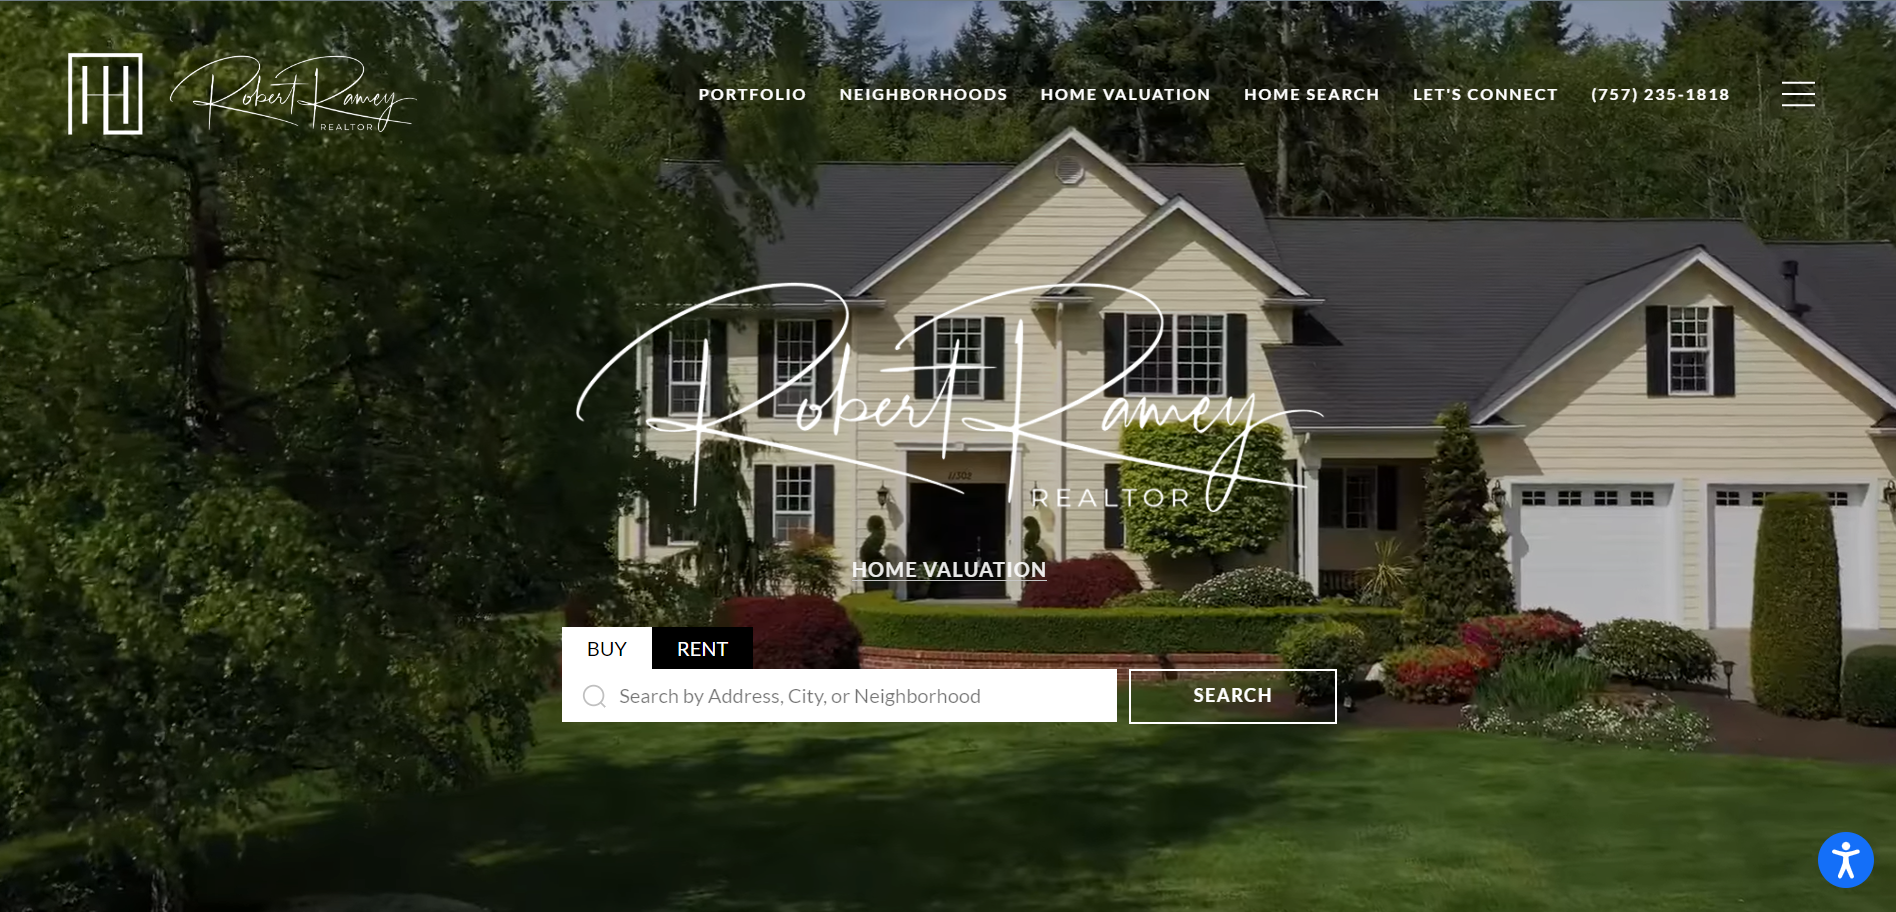 Robert Ramey
REALTOR
PORTFOLIO NEIGHBORHOODS HOME VALUATION HOME SEARCH LET'S CONNECT (757) 235-1818
Robert Ramey
11302
REALTOR
HOME VALUATION
BUY RENT
Search by Address, City, or Neighborhood SEARCH